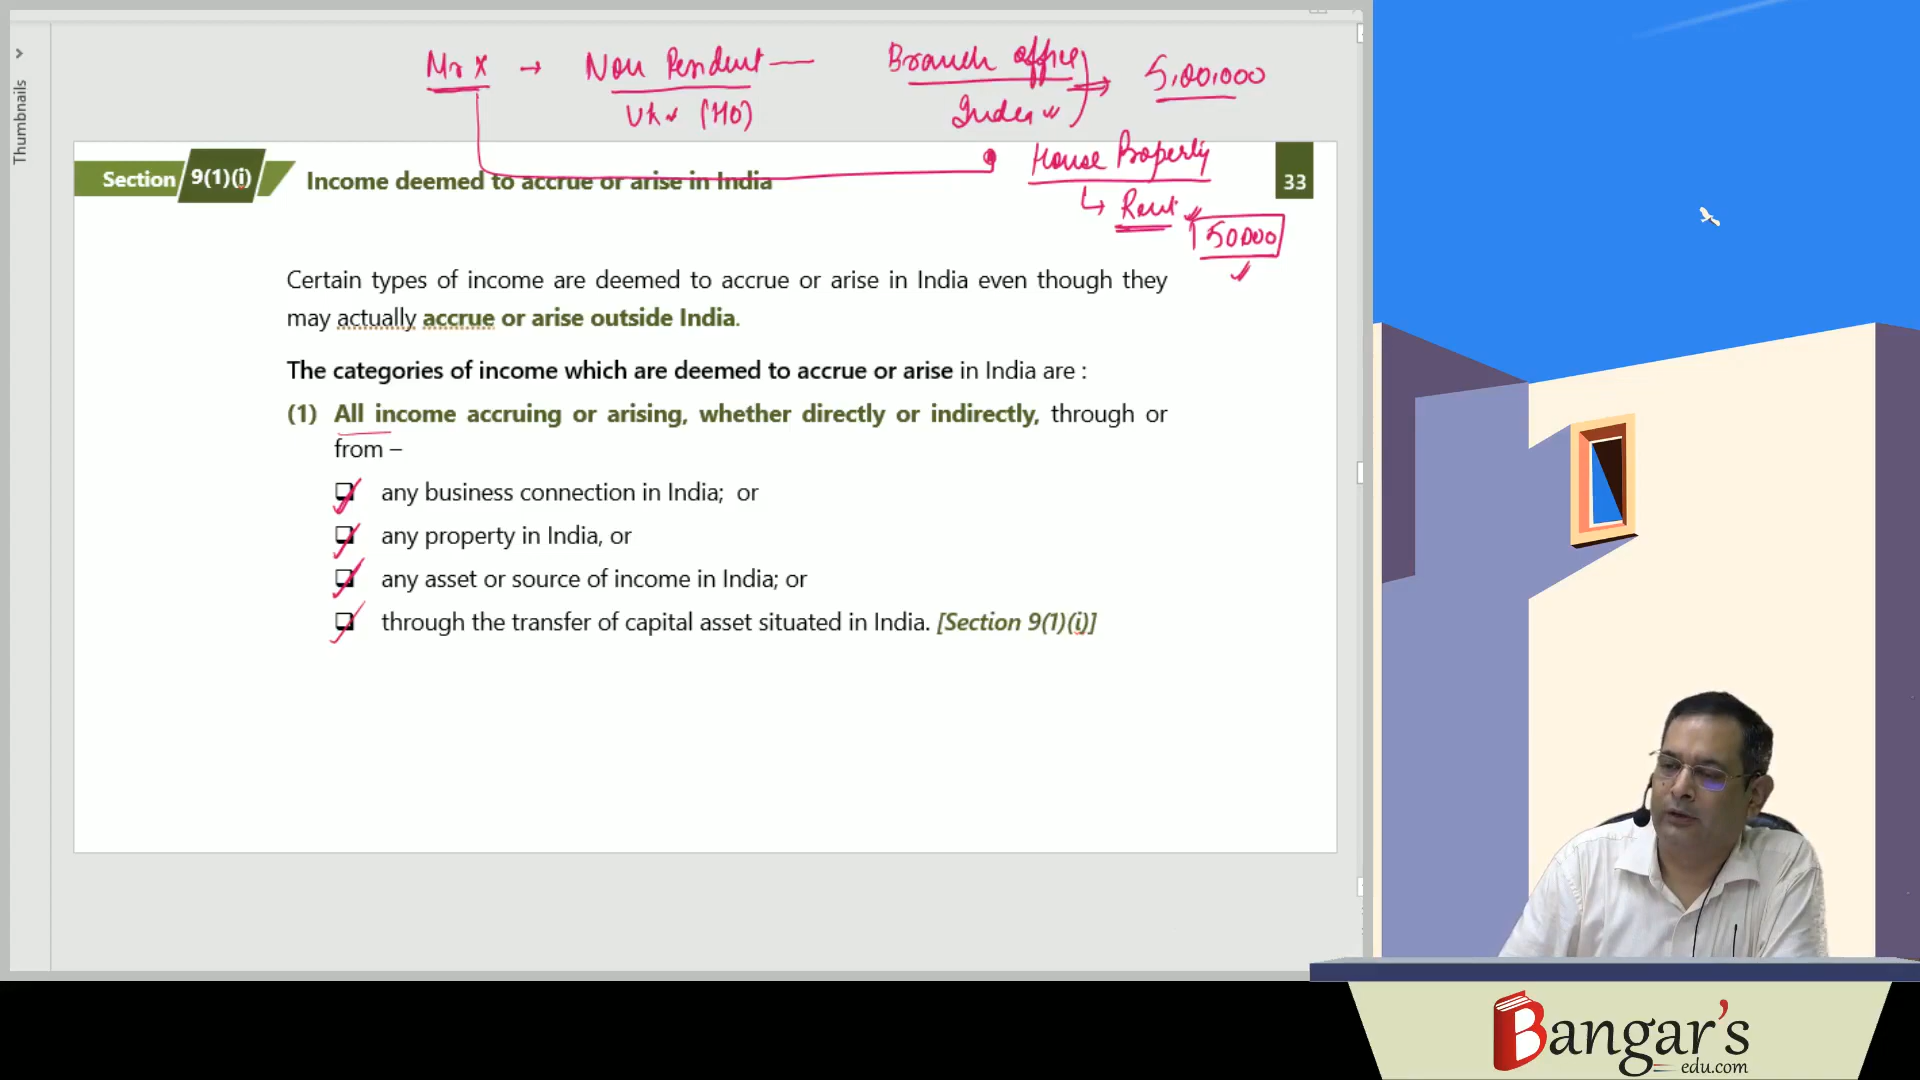 Thumbnails
Mr X → Non Resident — Branch office 5,00,000
UK (HO) India
House Property
Rent
50000
Section 9(1)(i) Income deemed to accrue or arise in India 33
Certain types of income are deemed to accrue or arise in India even though they
may actually accrue or arise outside India.
The categories of income which are deemed to accrue or arise in India are :
(1) All income accruing or arising, whether directly or indirectly, through or
from –
❑ any business connection in India; or
❑ any property in India, or
❑ any asset or source of income in India; or
❑ through the transfer of capital asset situated in India. [Section 9(1)(i)]
Bangar's
edu.com